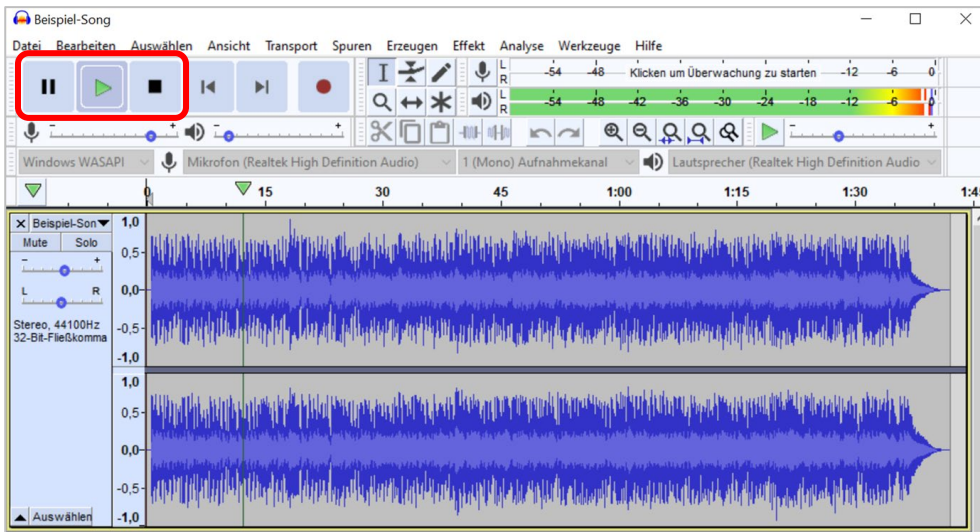 Beispiel-Song
Datei Bearbeiten Auswählen Ansicht Transport Spuren Erzeugen Effekt Analyse Werkzeuge Hilfe
L R -54 -48 Klicken um Überwachung zu starten -12 -6 0
L R -54 -48 -42 -36 -30 -24 -18 -12 -6 0
- + - + - +
Windows WASAPI Mikrofon (Realtek High Definition Audio) 1 (Mono) Aufnahmekanal Lautsprecher (Realtek High Definition Audio
0 15 30 45 1:00 1:15 1:30 1:4
Beispiel-Son 1,0
Mute Solo 0,5
- +
L R 0,0
Stereo, 44100Hz -0,5
32-Bit-Fließkomma
-1,0
1,0
0,5
0,0
-0,5
Auswählen -1,0